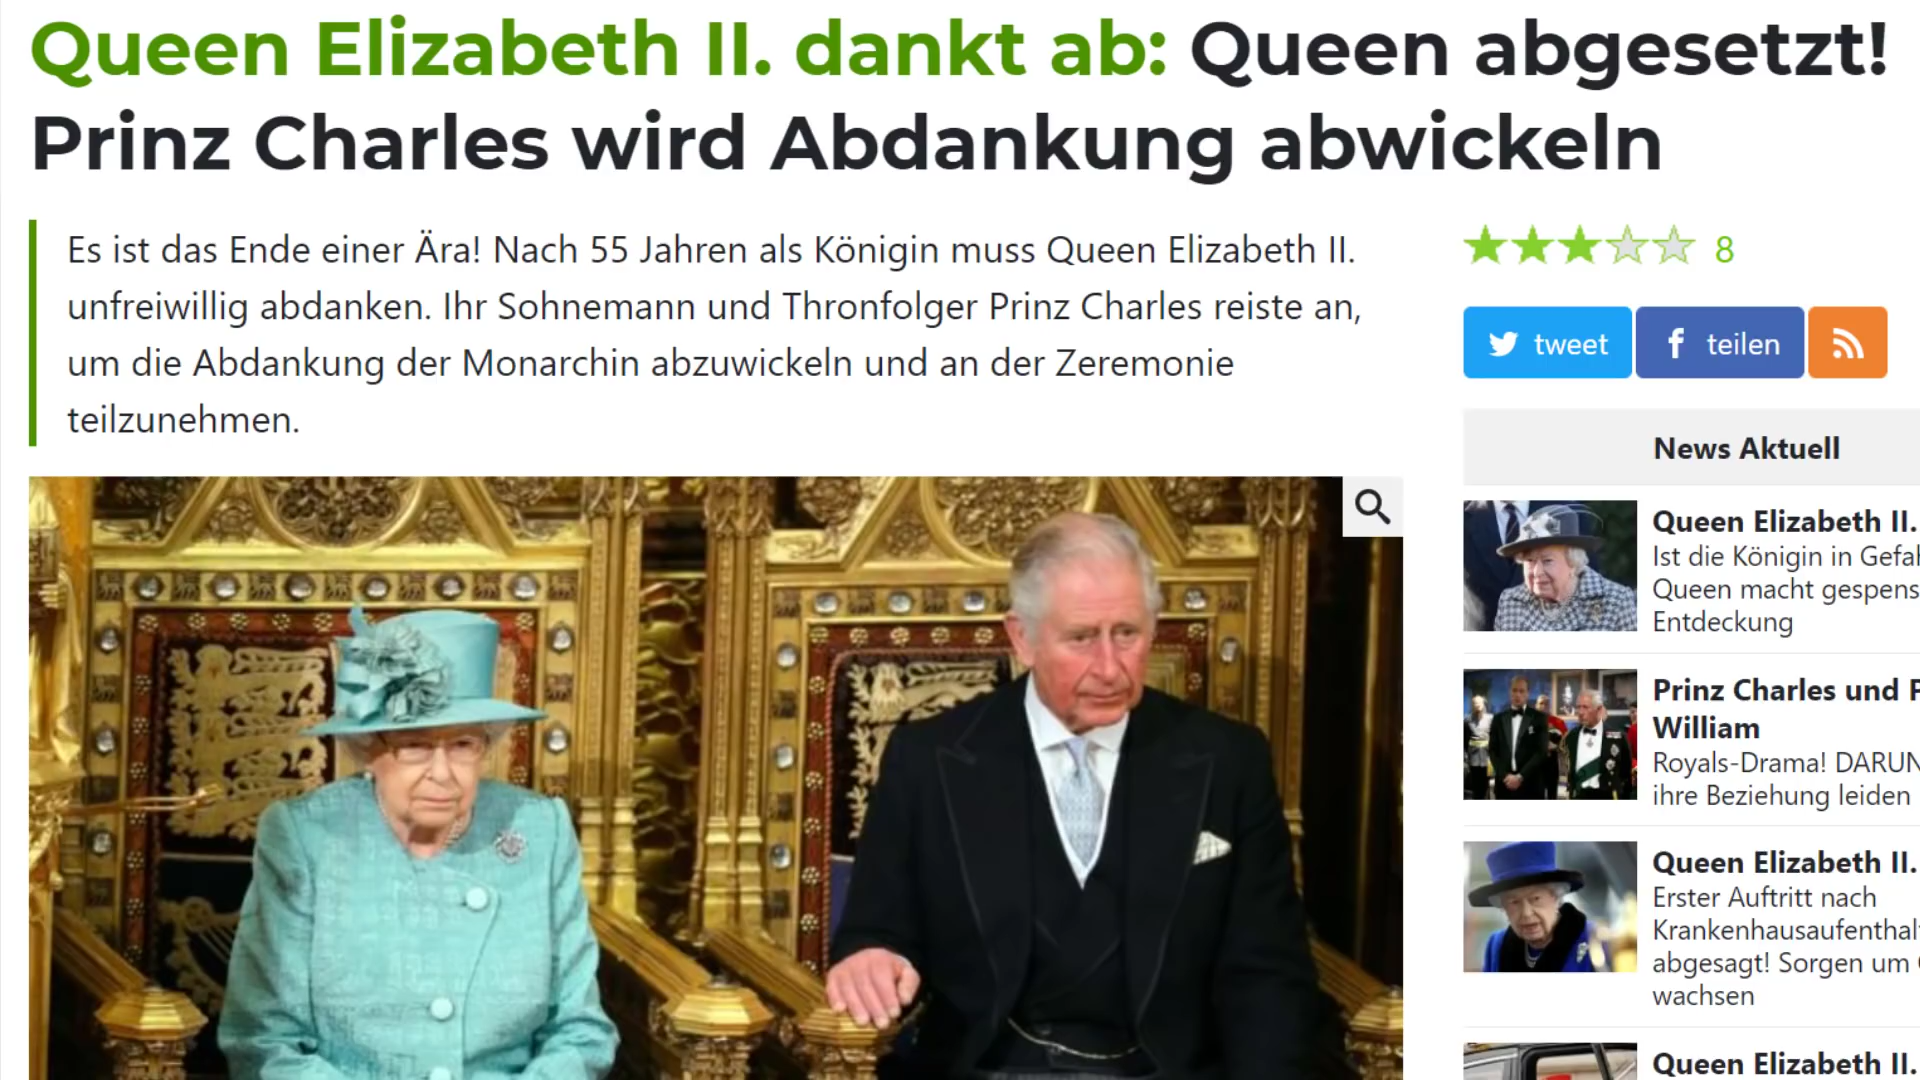 Queen Elizabeth II. dankt ab: Queen abgesetzt!
Prinz Charles wird Abdankung abwickeln
Es ist das Ende einer Ära! Nach 55 Jahren als Königin muss Queen Elizabeth II.
unfreiwillig abdanken. Ihr Sohnemann und Thronfolger Prinz Charles reiste an,
um die Abdankung der Monarchin abzuwickeln und an der Zeremonie
teilzunehmen.
8
tweet teilen
News Aktuell
Queen Elizabeth II.
Ist die Königin in
Queen macht
Entdeckung
Prinz Charles und
William
Royals-Drama!
ihre Beziehung leiden
Queen Elizabeth II.
Erster Auftritt nach
abgesagt! Sorgen um
wachsen
Queen Elizabeth II.